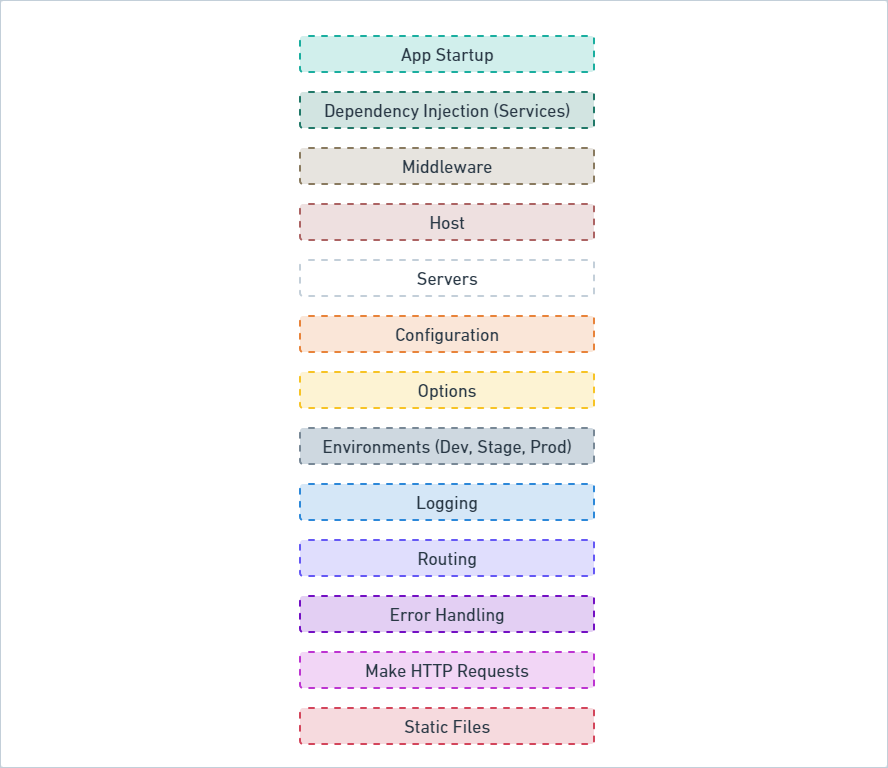 App Startup
Dependency Injection (Services)
Middleware
Host
Servers
Configuration
Options
Environments (Dev, Stage, Prod)
Logging
Routing
Error Handling
Make HTTP Requests
Static Files